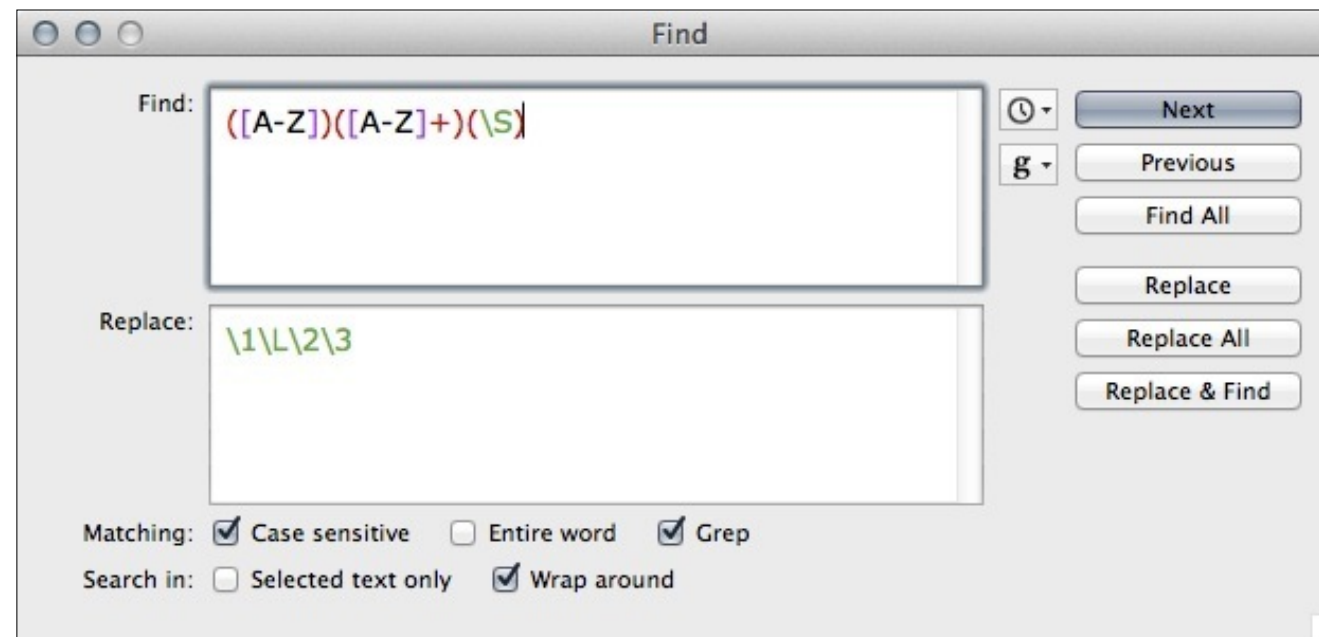 Find
Find:
([A-Z])([A-Z]+)(\S)
g
Next
Previous
Find All
Replace:
\1\L\2\3
Replace
Replace All
Replace & Find
Matching: Case sensitive Entire word Grep
Search in: Selected text only Wrap around